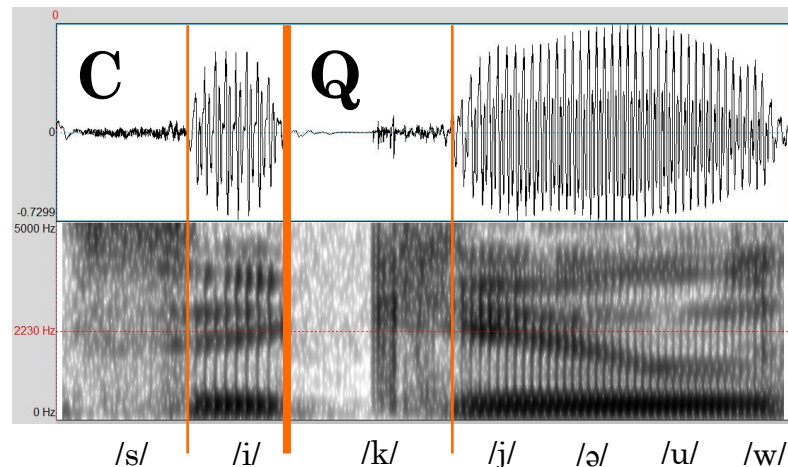 0
C Q
0
-0.7299
5000 Hz
2230 Hz
0 Hz
/s/ /i/ /k/ /j/ /ə/ /u/ /w/